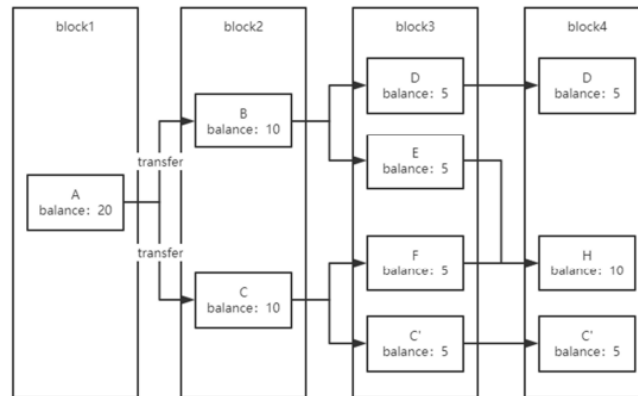 block1
block2
block3
block4
A
balance: 20
transfer
transfer
B
balance: 10
C
balance: 10
D
balance: 5
E
balance: 5
F
balance: 5
C'
balance: 5
D
balance: 5
H
balance: 10
C'
balance: 5